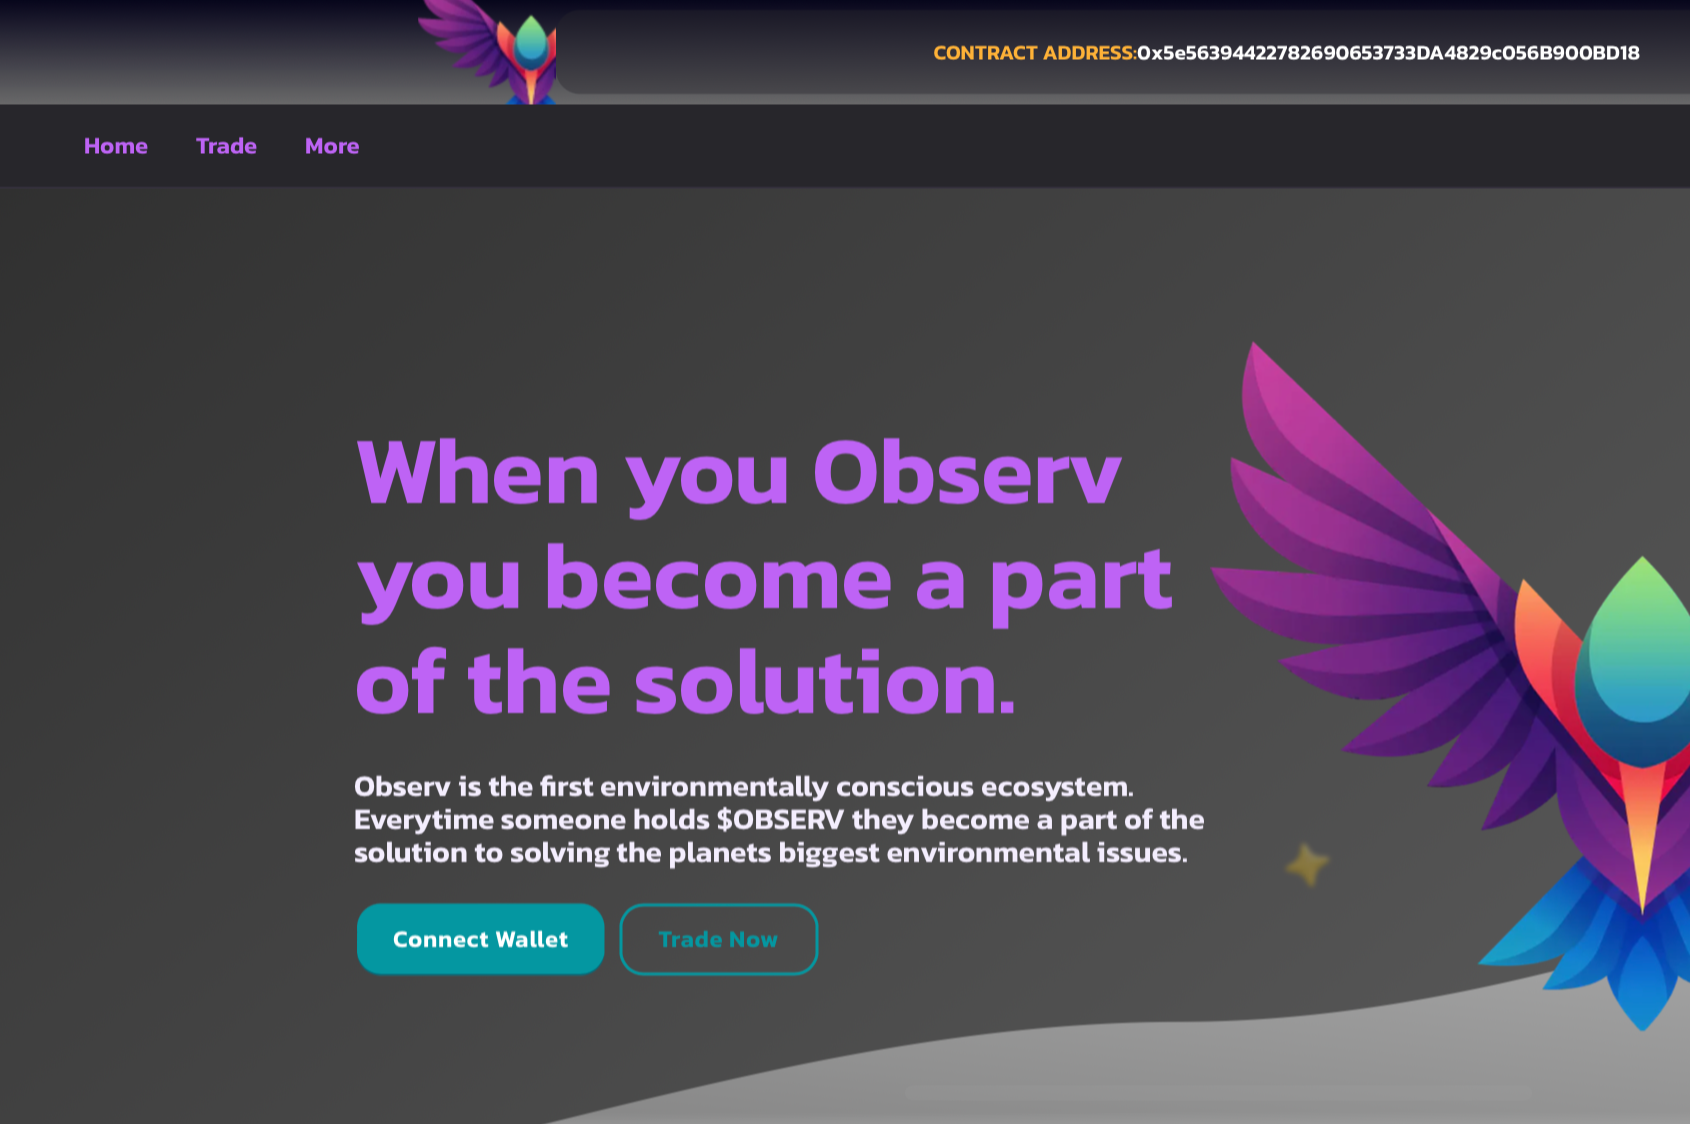 CONTRACT ADDRESS:0x5e56394422782690653733DA4829c056B900BD18
Home Trade More
When you Observ
you become a part
of the solution.
Observ is the first environmentally conscious ecosystem.
Everytime someone holds $OBSERV they become a part of the
solution to solving the planets biggest environmental issues.
Connect Wallet Trade Now